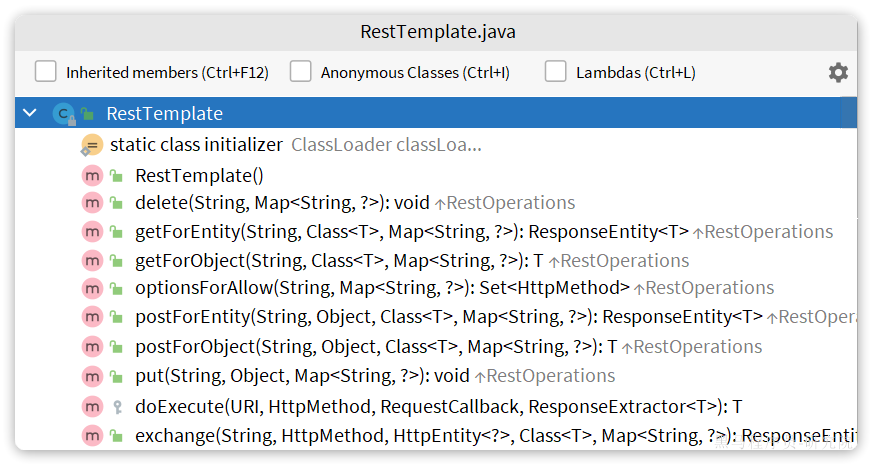 RestTemplate.java
Inherited members (Ctrl+F12) Anonymous Classes (Ctrl+I) Lambdas (Ctrl+L)
C RestTemplate
= static class initializer ClassLoader classLoa...
m RestTemplate()
m delete(String, Map<String, ?>): void ↑RestOperations
m getForEntity(String, Class<T>, Map<String, ?>): ResponseEntity<T> ↑RestOperations
m getForObject(String, Class<T>, Map<String, ?>): T ↑RestOperations
m optionsForAllow(String, Map<String, ?>): Set<HttpMethod> ↑RestOperations
m postForEntity(String, Object, Class<T>, Map<String, ?>): ResponseEntity<T> ↑RestOpera
m postForObject(String, Object, Class<T>, Map<String, ?>): T ↑RestOperations
m put(String, Object, Map<String, ?>): void ↑RestOperations
m doExecute(URI, HttpMethod, RequestCallback, ResponseExtractor<T>): T
m exchange(String, HttpMethod, HttpEntity<?>, Class<T>, Map<String, ?>): ResponseEnti